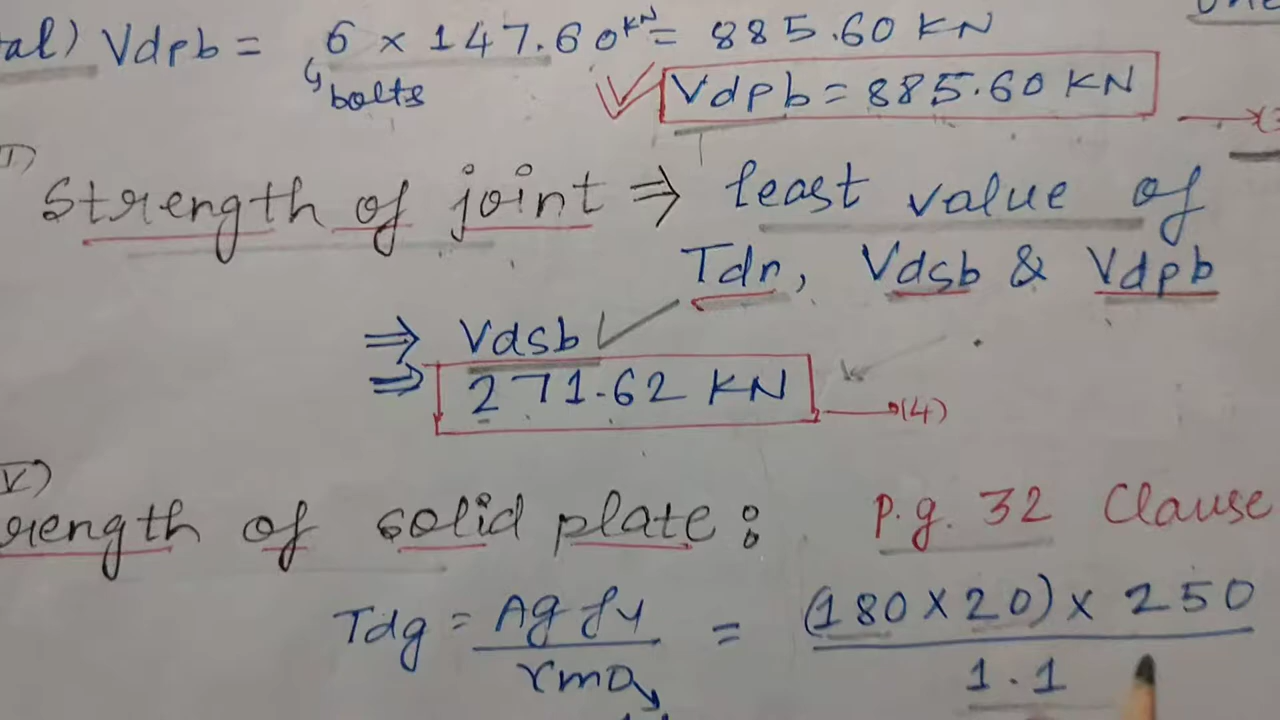 al) Vdpb = 6 × 147.60 KN = 885.60 KN
bolts
Vdpb = 885.60 KN
I)
Strength of joint ⇒ least value of
Tdn, Vdsb & Vdpb
⇒ Vdsb
⇒ 271.62 KN →(4)
V)
rength of solid plate : P.g. 32 Clause
Tdg = Ag fy / γmo = (180×20) × 250 / 1.1